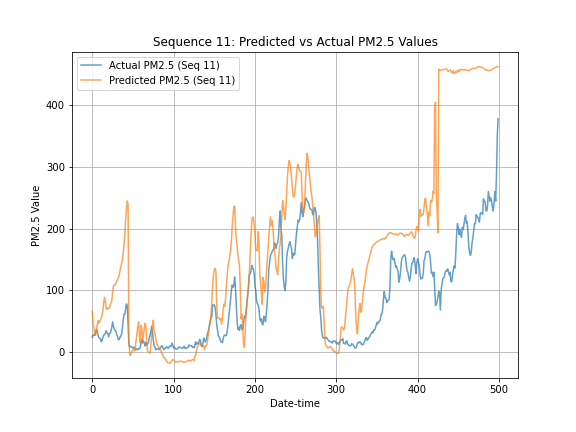 Sequence 11: Predicted vs Actual PM2.5 Values
Actual PM2.5 (Seq 11)
Predicted PM2.5 (Seq 11)
PM2.5 Value
400
300
200
100
0
0 100 200 300 400 500
Date-time